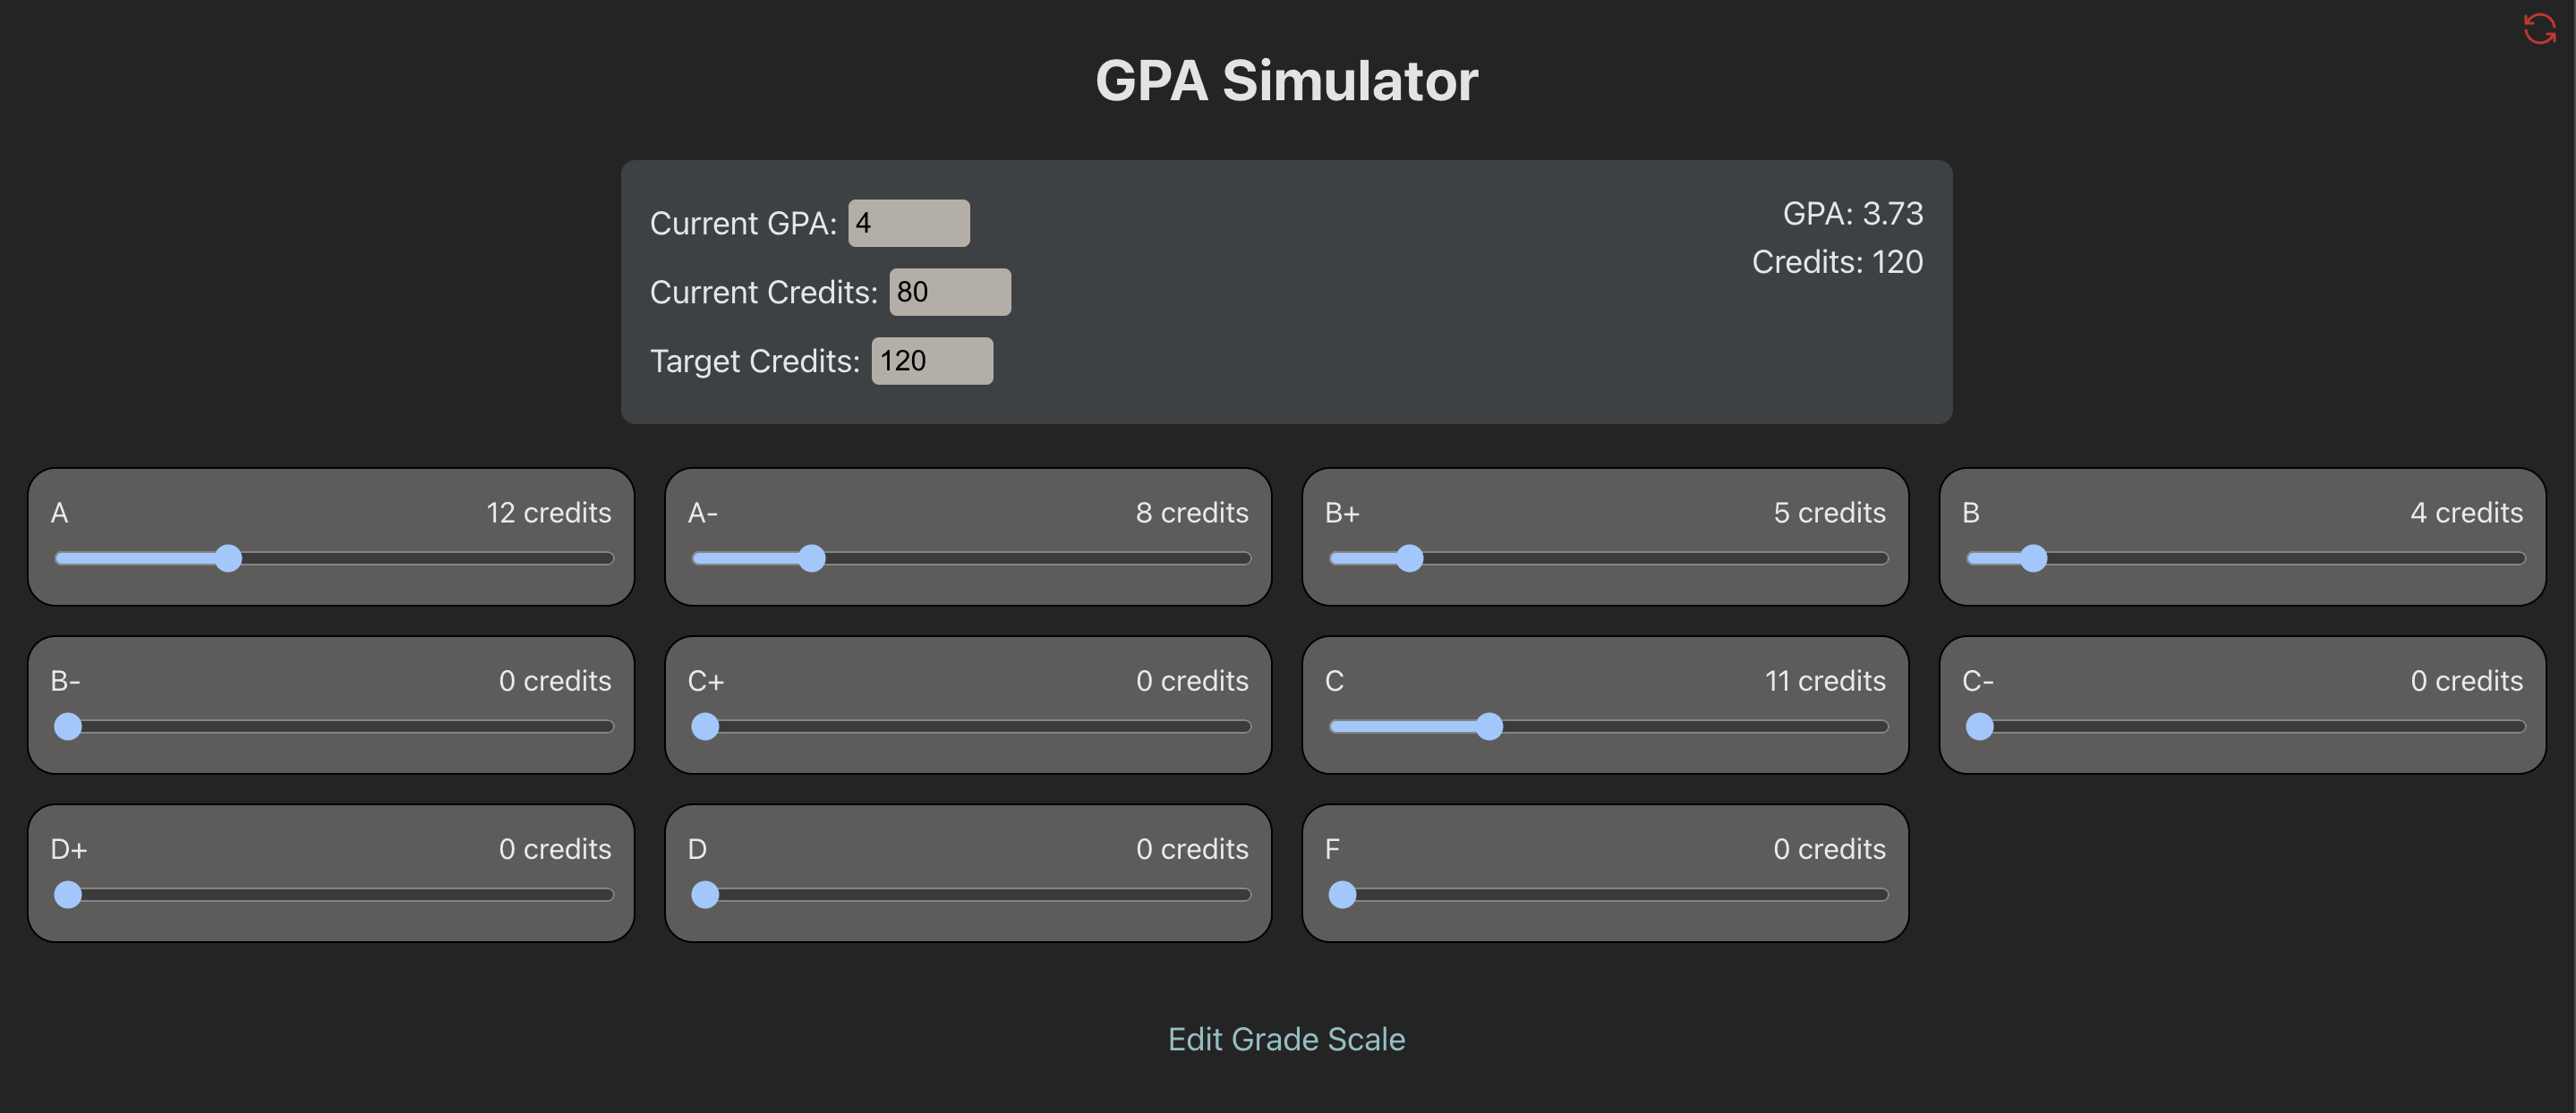 GPA Simulator
Current GPA: 4
GPA: 3.73
Current Credits: 80
Credits: 120
Target Credits: 120
A 12 credits
A- 8 credits
B+ 5 credits
B 4 credits
B- 0 credits
C+ 0 credits
C 11 credits
C- 0 credits
D+ 0 credits
D 0 credits
F 0 credits
Edit Grade Scale